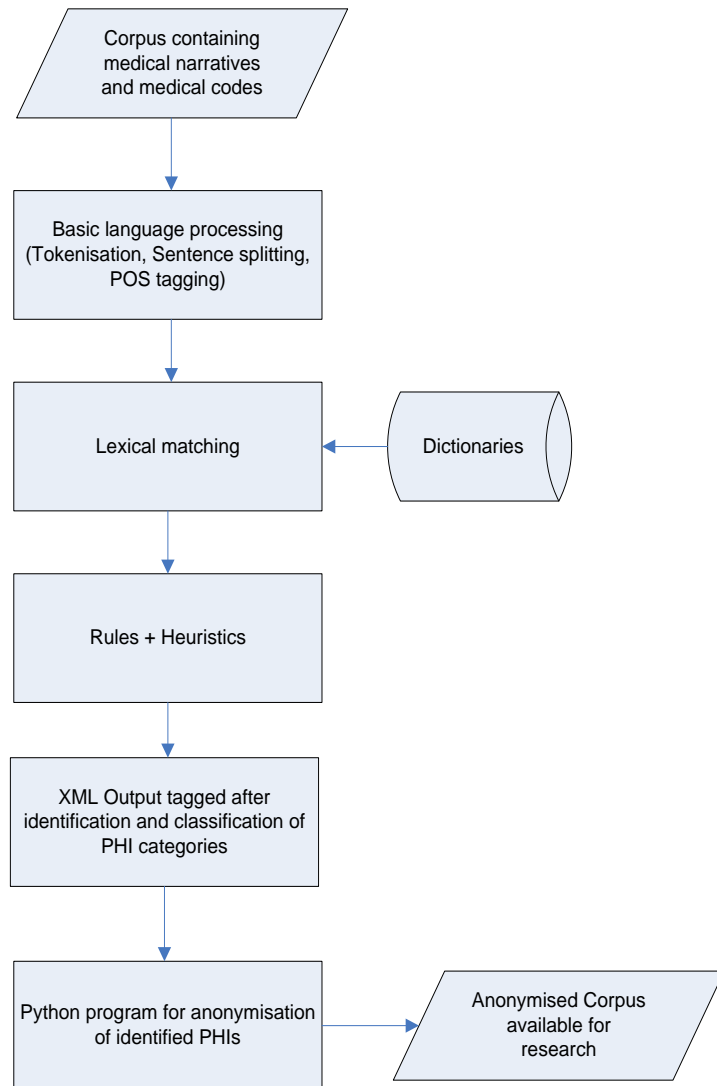 Corpus containing
medical narratives
and medical codes
Basic language processing
(Tokenisation, Sentence splitting,
POS tagging)
Lexical matching
Dictionaries
Rules + Heuristics
XML Output tagged after
identification and classification of
PHI categories
Python program for anonymisation
of identified PHIs
Anonymised Corpus
available for
research